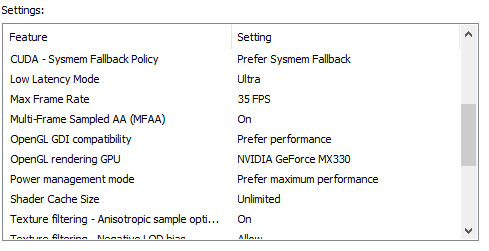 Settings:
Feature Setting
CUDA - Sysmem Fallback Policy Prefer Sysmem Fallback
Low Latency Mode Ultra
Max Frame Rate 35 FPS
Multi-Frame Sampled AA (MFAA) On
OpenGL GDI compatibility Prefer performance
OpenGL rendering GPU NVIDIA GeForce MX330
Power management mode Prefer maximum performance
Shader Cache Size Unlimited
Texture filtering - Anisotropic sample opti... On
Texture filtering - Negative LOD bias Allow